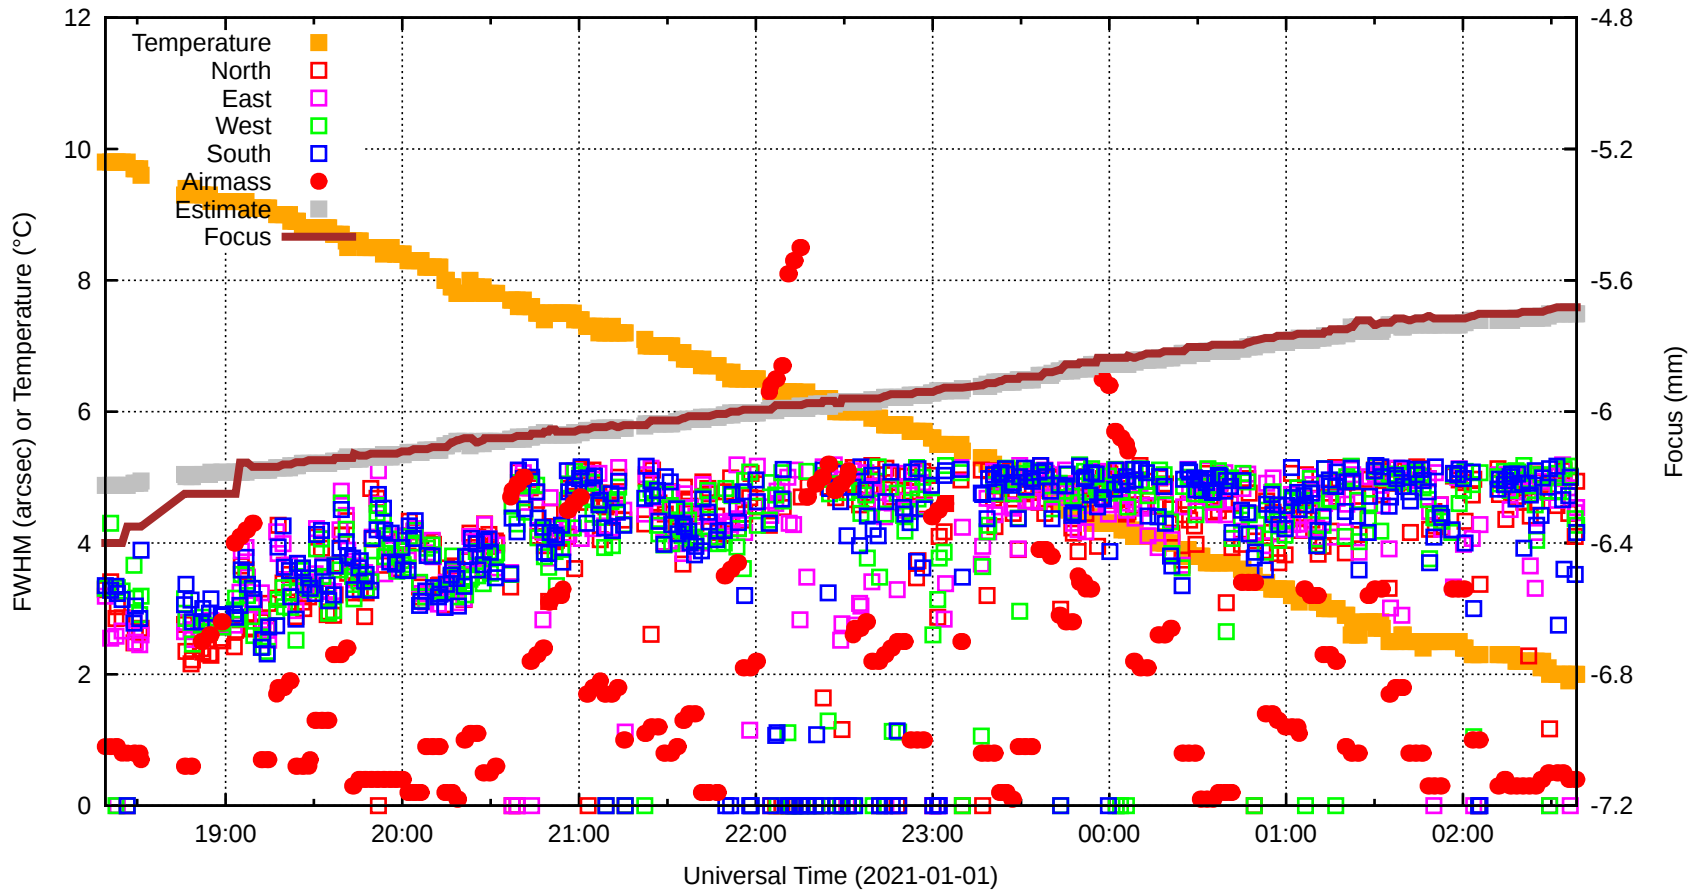 12
10
8
6
4
2
0
-4.8
-5.2
-5.6
-6
-6.4
-6.8
-7.2
Temperature
North
East
West
South
Airmass
Estimate
Focus
FWHM (arcsec) or Temperature (°C)
Focus (mm)
19:00 20:00 21:00 22:00 23:00 00:00 01:00 02:00
Universal Time (2021-01-01)